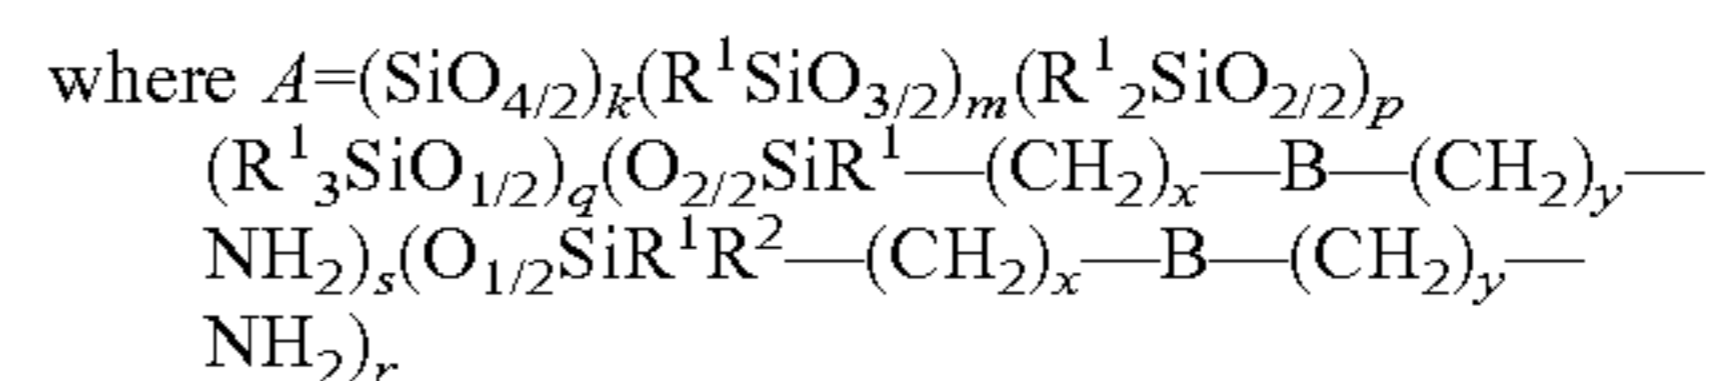 where A=(SiO₄/₂)ₖ(R¹SiO₃/₂)ₘ(R¹₂SiO₂/₂)ₚ
(R¹₃SiO₁/₂)q(O₂/₂SiR¹—(CH₂)ₓ—B—(CH₂)y—
NH₂)ₛ(O₁/₂SiR¹R²—(CH₂)ₓ—B—(CH₂)y—
NH₂)ᵣ